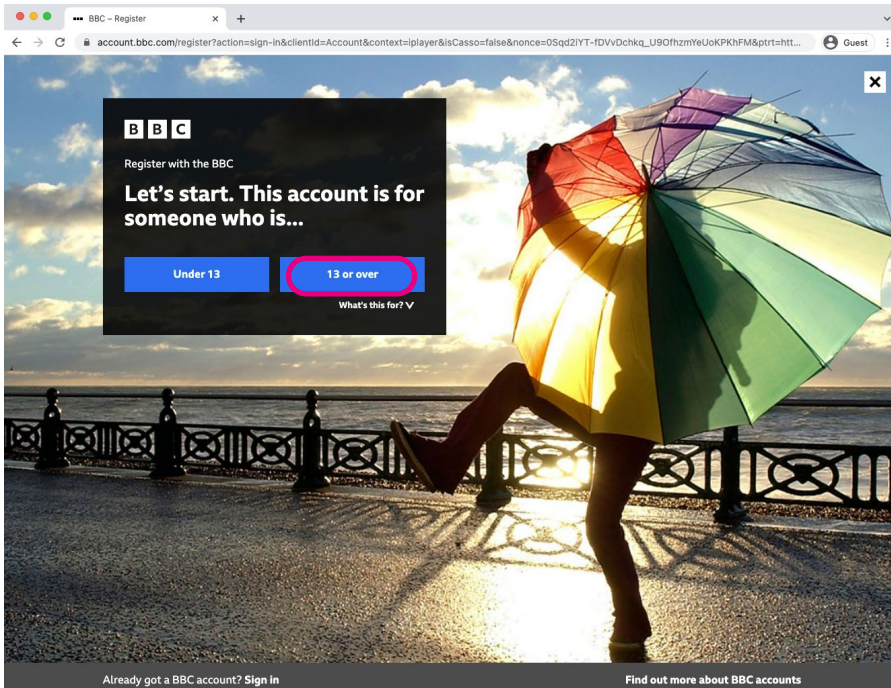 BBC – Register
account.bbc.com/register?action=sign-in&clientId=Account&context=iplayer&isCasso=false&nonce=0Sqd2iYT-fDVvDchkq_U9OfhzmYeUoKPKhFM&ptrt=htt...
Guest
BBC
Register with the BBC
Let's start. This account is for
someone who is...
Under 13
13 or over
What's this for?
Already got a BBC account? Sign in
Find out more about BBC accounts